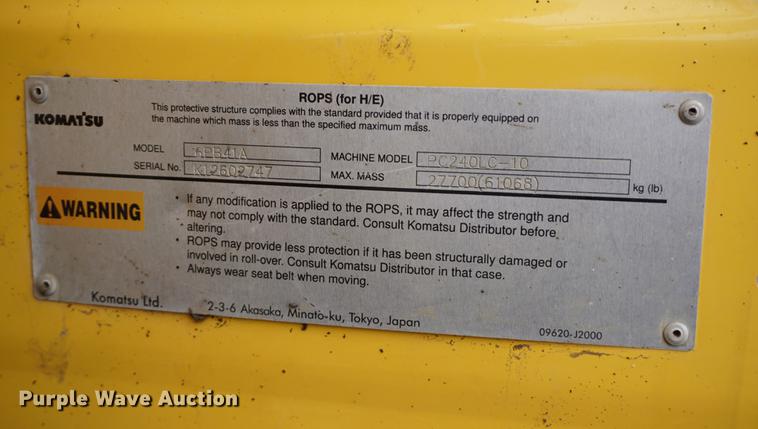 ROPS (for H/E)
KOMATSU
This protective structure complies with the standard provided that it is properly equipped on
the machine which mass is less than the specified maximum mass.
MODEL
MACHINE MODEL PC240LC-10
SERIAL No. K12602747
MAX. MASS 27700(61068) kg (lb)
WARNING
• If any modification is applied to the ROPS, it may affect the strength and
may not comply with the standard. Consult Komatsu Distributor before
altering.
• ROPS may provide less protection if it has been structurally damaged or
involved in roll-over. Consult Komatsu Distributor in that case.
• Always wear seat belt when moving.
Komatsu Ltd. 2-3-6 Akasaka, Minato-ku, Tokyo, Japan
09620-J2000
Purple Wave Auction